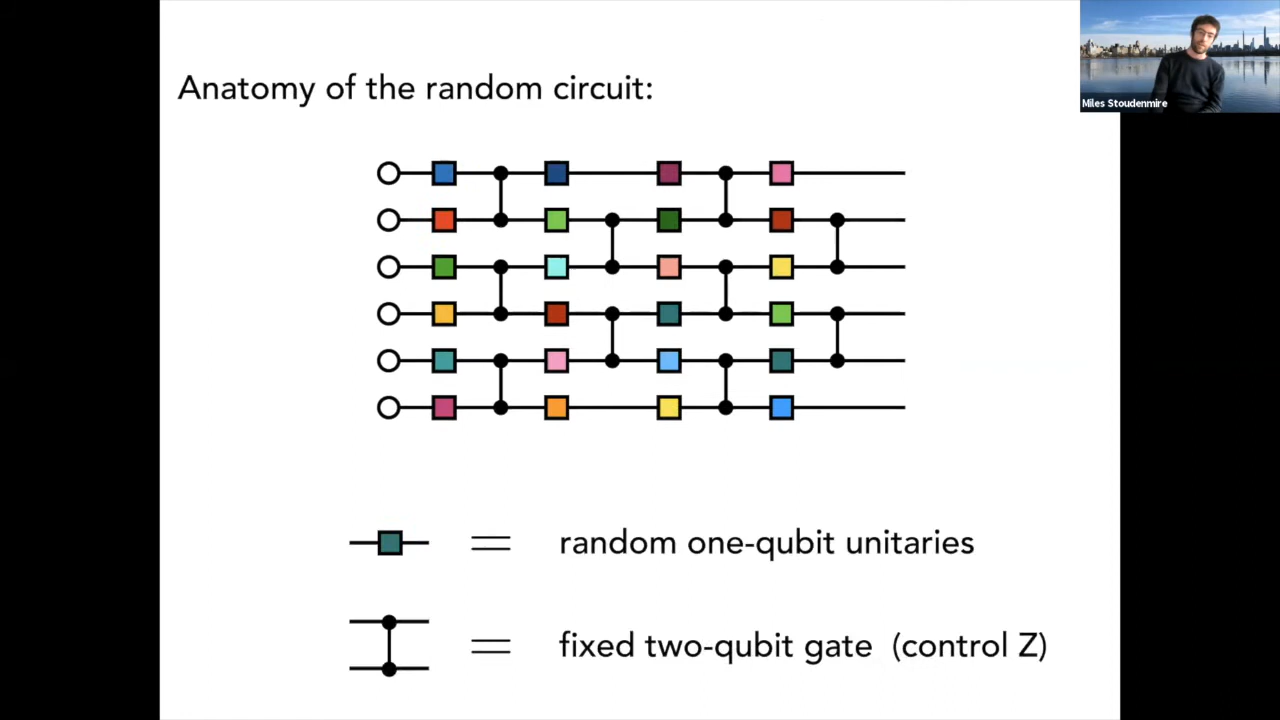 Anatomy of the random circuit:
Miles Stoudenmire
random one-qubit unitaries
fixed two-qubit gate (control Z)